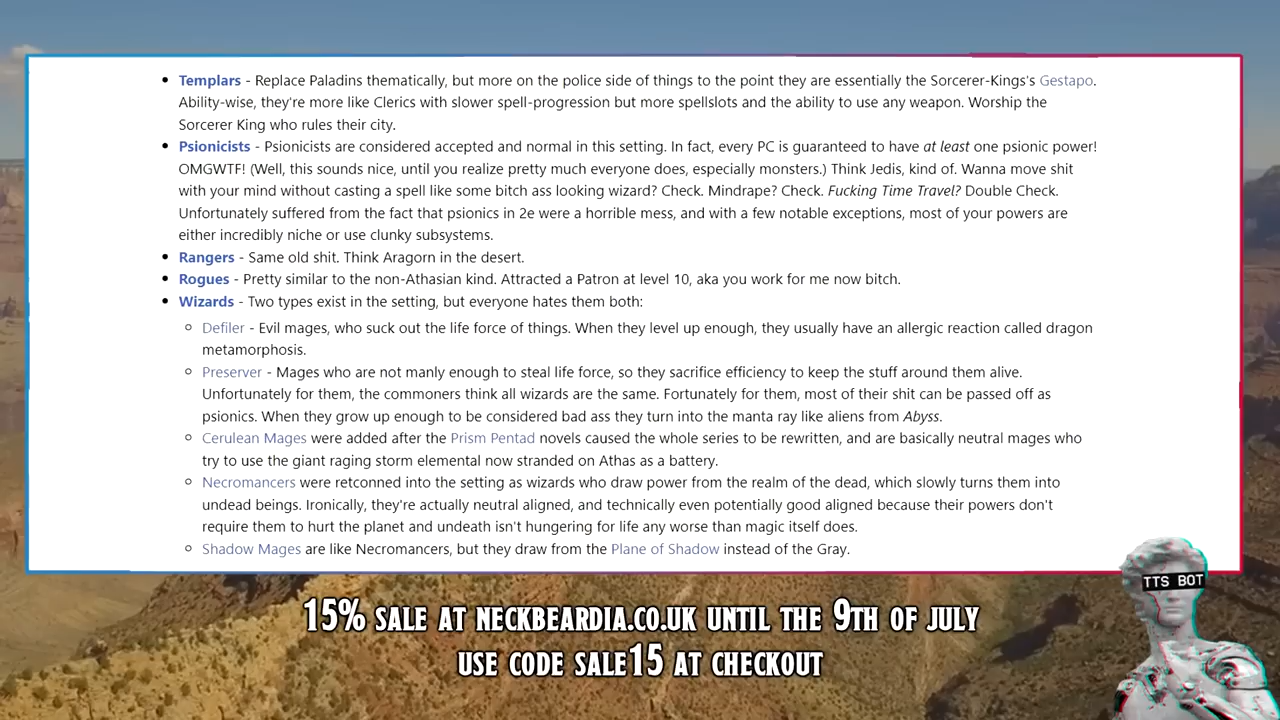 Templars - Replace Paladins thematically, but more on the police side of things to the point they are essentially the Sorcerer-Kings's Gestapo.
Ability-wise, they're more like Clerics with slower spell-progression but more spellslots and the ability to use any weapon. Worship the
Sorcerer King who rules their city.
Psionicists - Psionicists are considered accepted and normal in this setting. In fact, every PC is guaranteed to have at least one psionic power!
OMGWTF! (Well, this sounds nice, until you realize pretty much everyone does, especially monsters.) Think Jedis, kind of. Wanna move shit
with your mind without casting a spell like some bitch ass looking wizard? Check. Mindrape? Check. Fucking Time Travel? Double Check.
Unfortunately suffered from the fact that psionics in 2e were a horrible mess, and with a few notable exceptions, most of your powers are
either incredibly niche or use clunky subsystems.
Rangers - Same old shit. Think Aragorn in the desert.
Rogues - Pretty similar to the non-Athasian kind. Attracted a Patron at level 10, aka you work for me now bitch.
Wizards - Two types exist in the setting, but everyone hates them both:
Defiler - Evil mages, who suck out the life force of things. When they level up enough, they usually have an allergic reaction called dragon
metamorphosis.
Preserver - Mages who are not manly enough to steal life force, so they sacrifice efficiency to keep the stuff around them alive.
Unfortunately for them, the commoners think all wizards are the same. Fortunately for them, most of their shit can be passed off as
psionics. When they grow up enough to be considered bad ass they turn into the manta ray like aliens from Abyss.
Cerulean Mages were added after the Prism Pentad novels caused the whole series to be rewritten, and are basically neutral mages who
try to use the giant raging storm elemental now stranded on Athas as a battery.
Necromancers were retconned into the setting as wizards who draw power from the realm of the dead, which slowly turns them into
undead beings. Ironically, they're actually neutral aligned, and technically even potentially good aligned because their powers don't
require them to hurt the planet and undeath isn't hungering for life any worse than magic itself does.
Shadow Mages are like Necromancers, but they draw from the Plane of Shadow instead of the Gray.
TTS BOT
15% SALE AT NECKBEARDIA.CO.UK UNTIL THE 9TH OF JULY
USE CODE SALE15 AT CHECKOUT